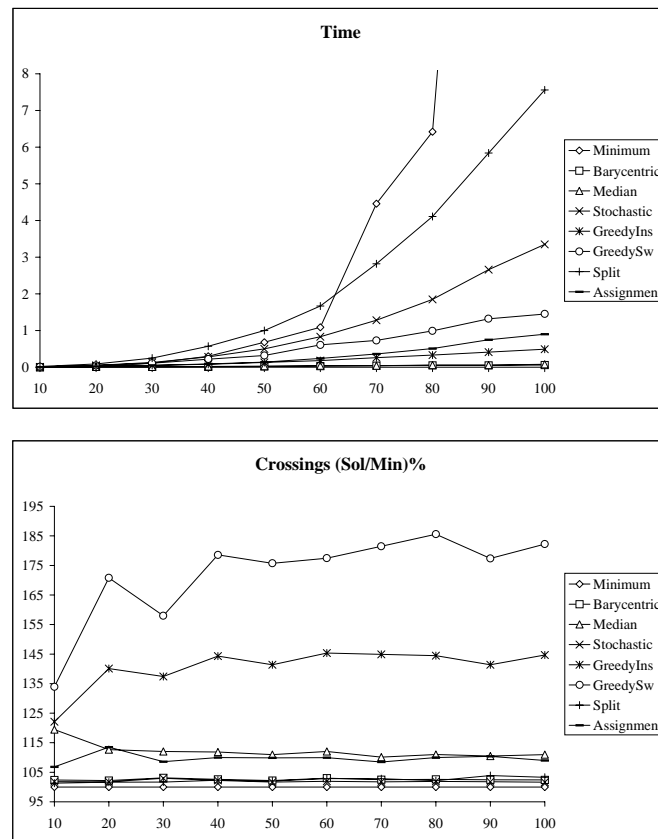 Time
8
7
6
5
4
3
2
1
0
10 20 30 40 50 60 70 80 90 100
Minimum
Barycentric
Median
Stochastic
GreedyIns
GreedySw
Split
Assignmen
Crossings (Sol/Min)%
195
185
175
165
155
145
135
125
115
105
95
10 20 30 40 50 60 70 80 90 100
Minimum
Barycentric
Median
Stochastic
GreedyIns
GreedySw
Split
Assignmen